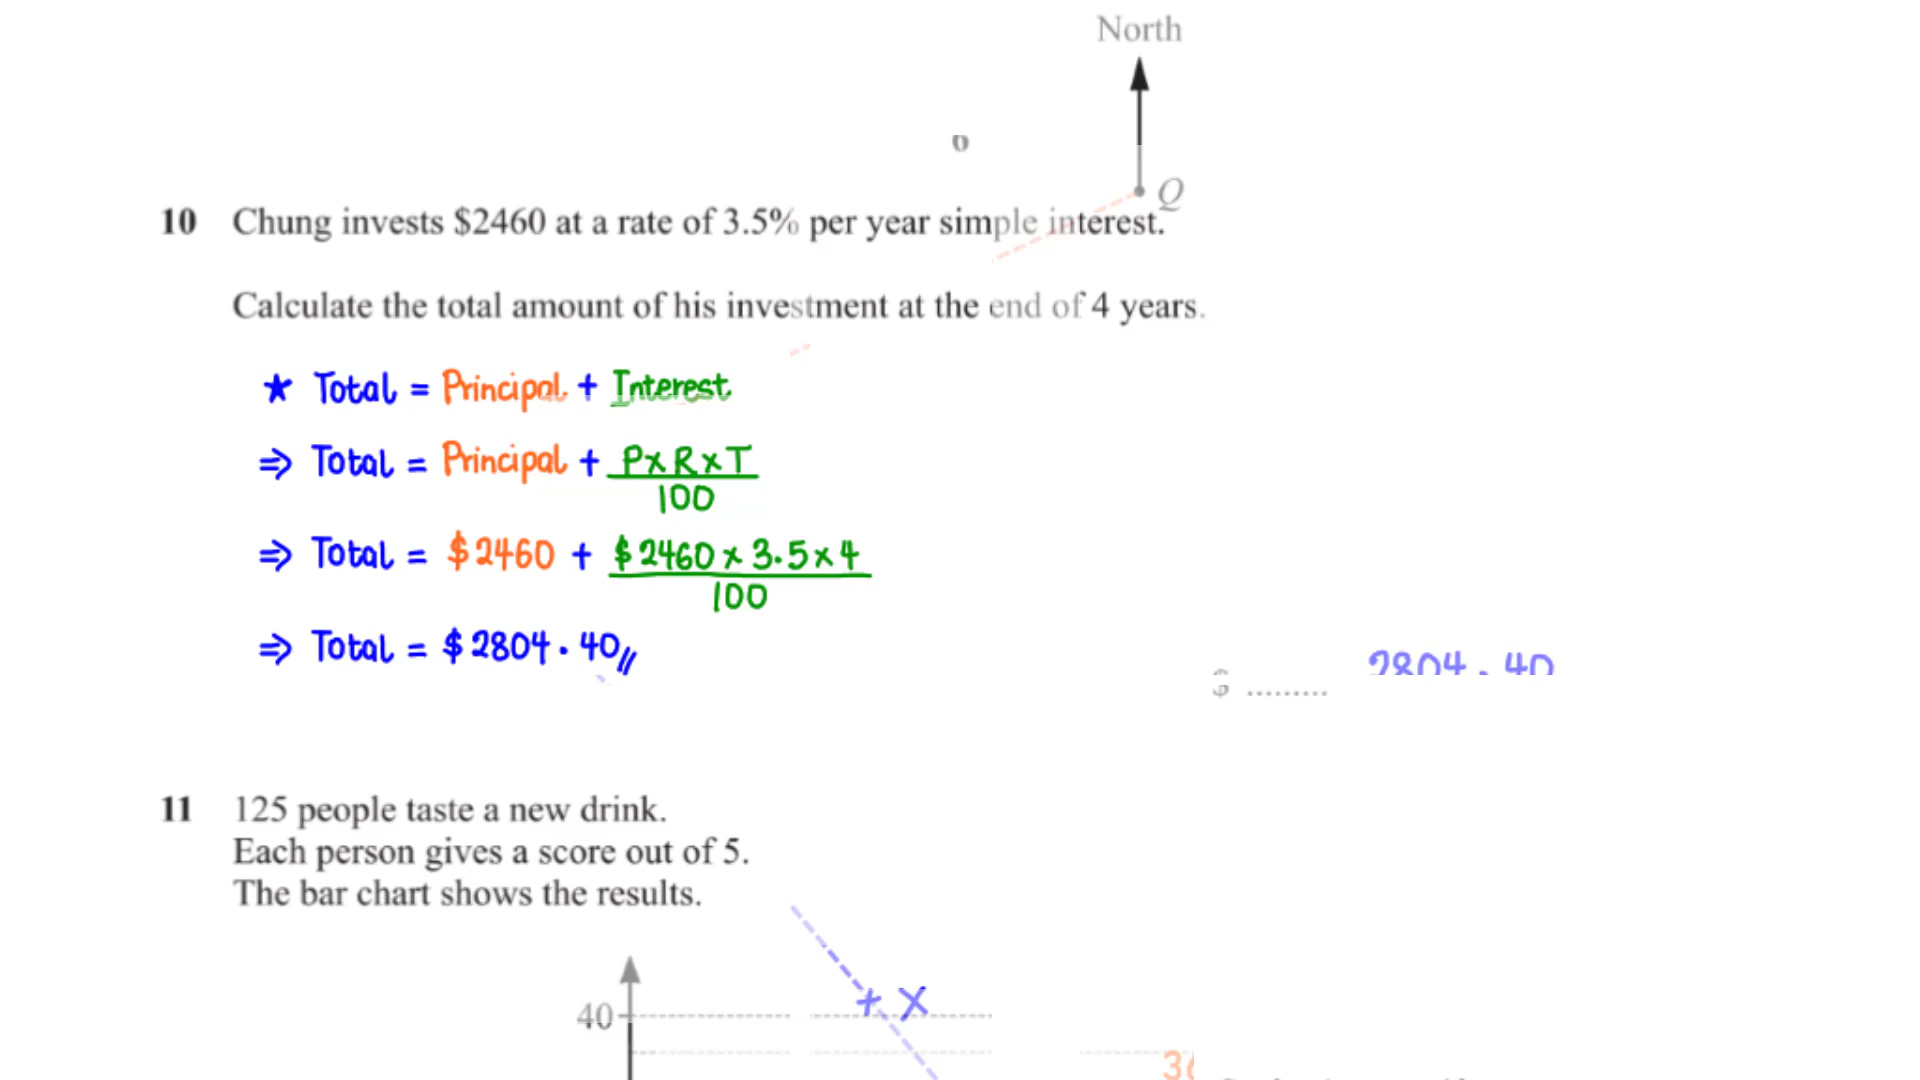 North
6
Q
10 Chung invests $2460 at a rate of 3.5% per year simple interest.
Calculate the total amount of his investment at the end of 4 years.
★ Total = Principal + Interest
⇒ Total = Principal + P×R×T
100
⇒ Total = $2460 + $2460 × 3.5 × 4
100
⇒ Total = $2804.40//
2804.40
$ .........
11 125 people taste a new drink.
Each person gives a score out of 5.
The bar chart shows the results.
X
40